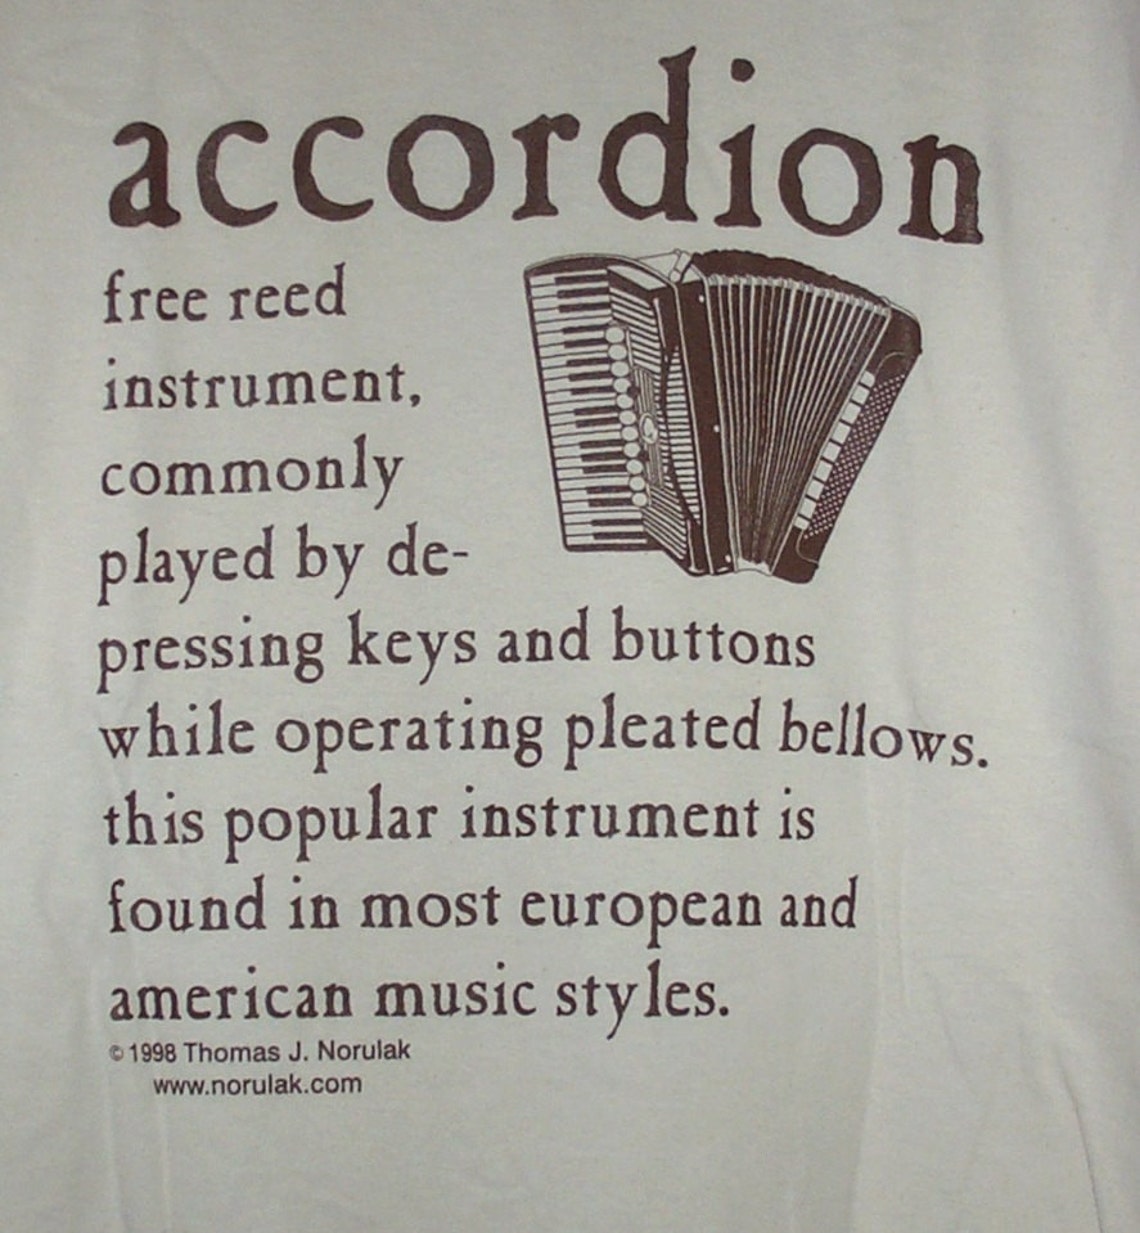 accordion
free reed
instrument,
commonly
played by de-
pressing keys and buttons
while operating pleated bellows.
this popular instrument is
found in most european and
american music styles.
© 1998 Thomas J. Norulak
www.norulak.com